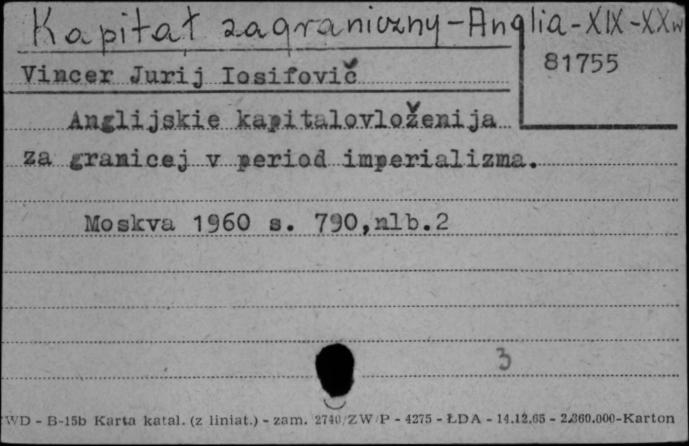 Kapitał zagraniczny - Anglia - XIX - XXw
81755
Vincer Jurij Iosifovič
Anglijskie kapitalovloženija
za granicej v period imperializma.
Moskva 1960 s. 790,nlb.2
3
WD - B-15b Karta katal. (z liniat.) - zam. 2740/ZW/P - 4275 - ŁDA - 14.12.65 - 2.360.000-Karton